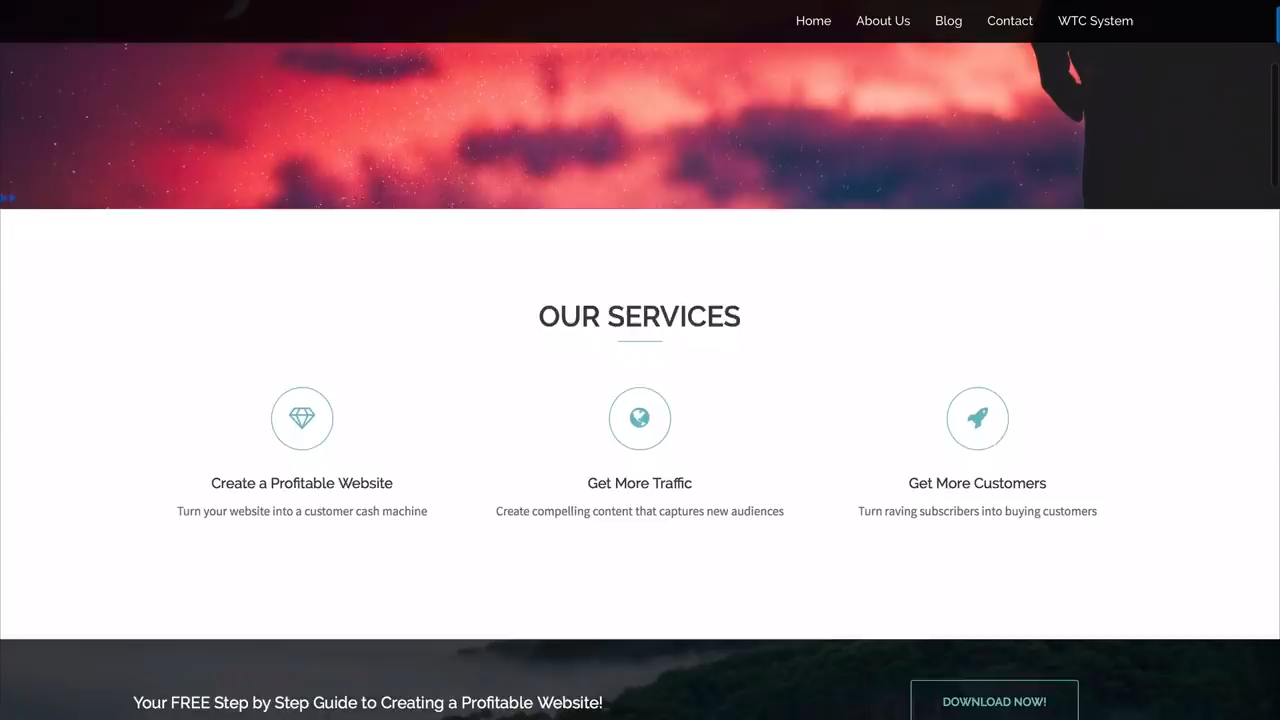 Home About Us Blog Contact WTC System
OUR SERVICES
Create a Profitable Website Get More Traffic Get More Customers
Turn your website into a customer cash machine Create compelling content that captures new audiences Turn raving subscribers into buying customers
Your FREE Step by Step Guide to Creating a Profitable Website! DOWNLOAD NOW!